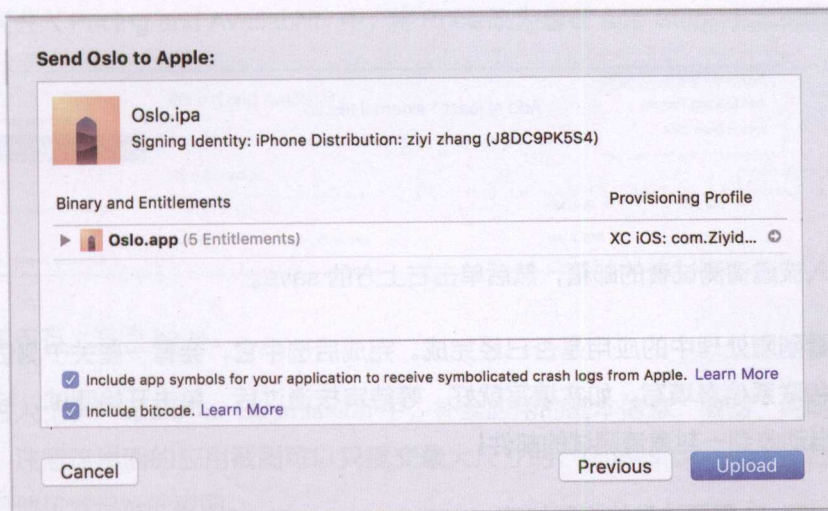 Send Oslo to Apple:
Oslo.ipa
Signing Identity: iPhone Distribution: ziyi zhang (J8DC9PK5S4)
Binary and Entitlements Provisioning Profile
Oslo.app (5 Entitlements) XC iOS: com.Ziyid...
Include app symbols for your application to receive symbolicated crash logs from Apple. Learn More
Include bitcode. Learn More
Cancel Previous Upload